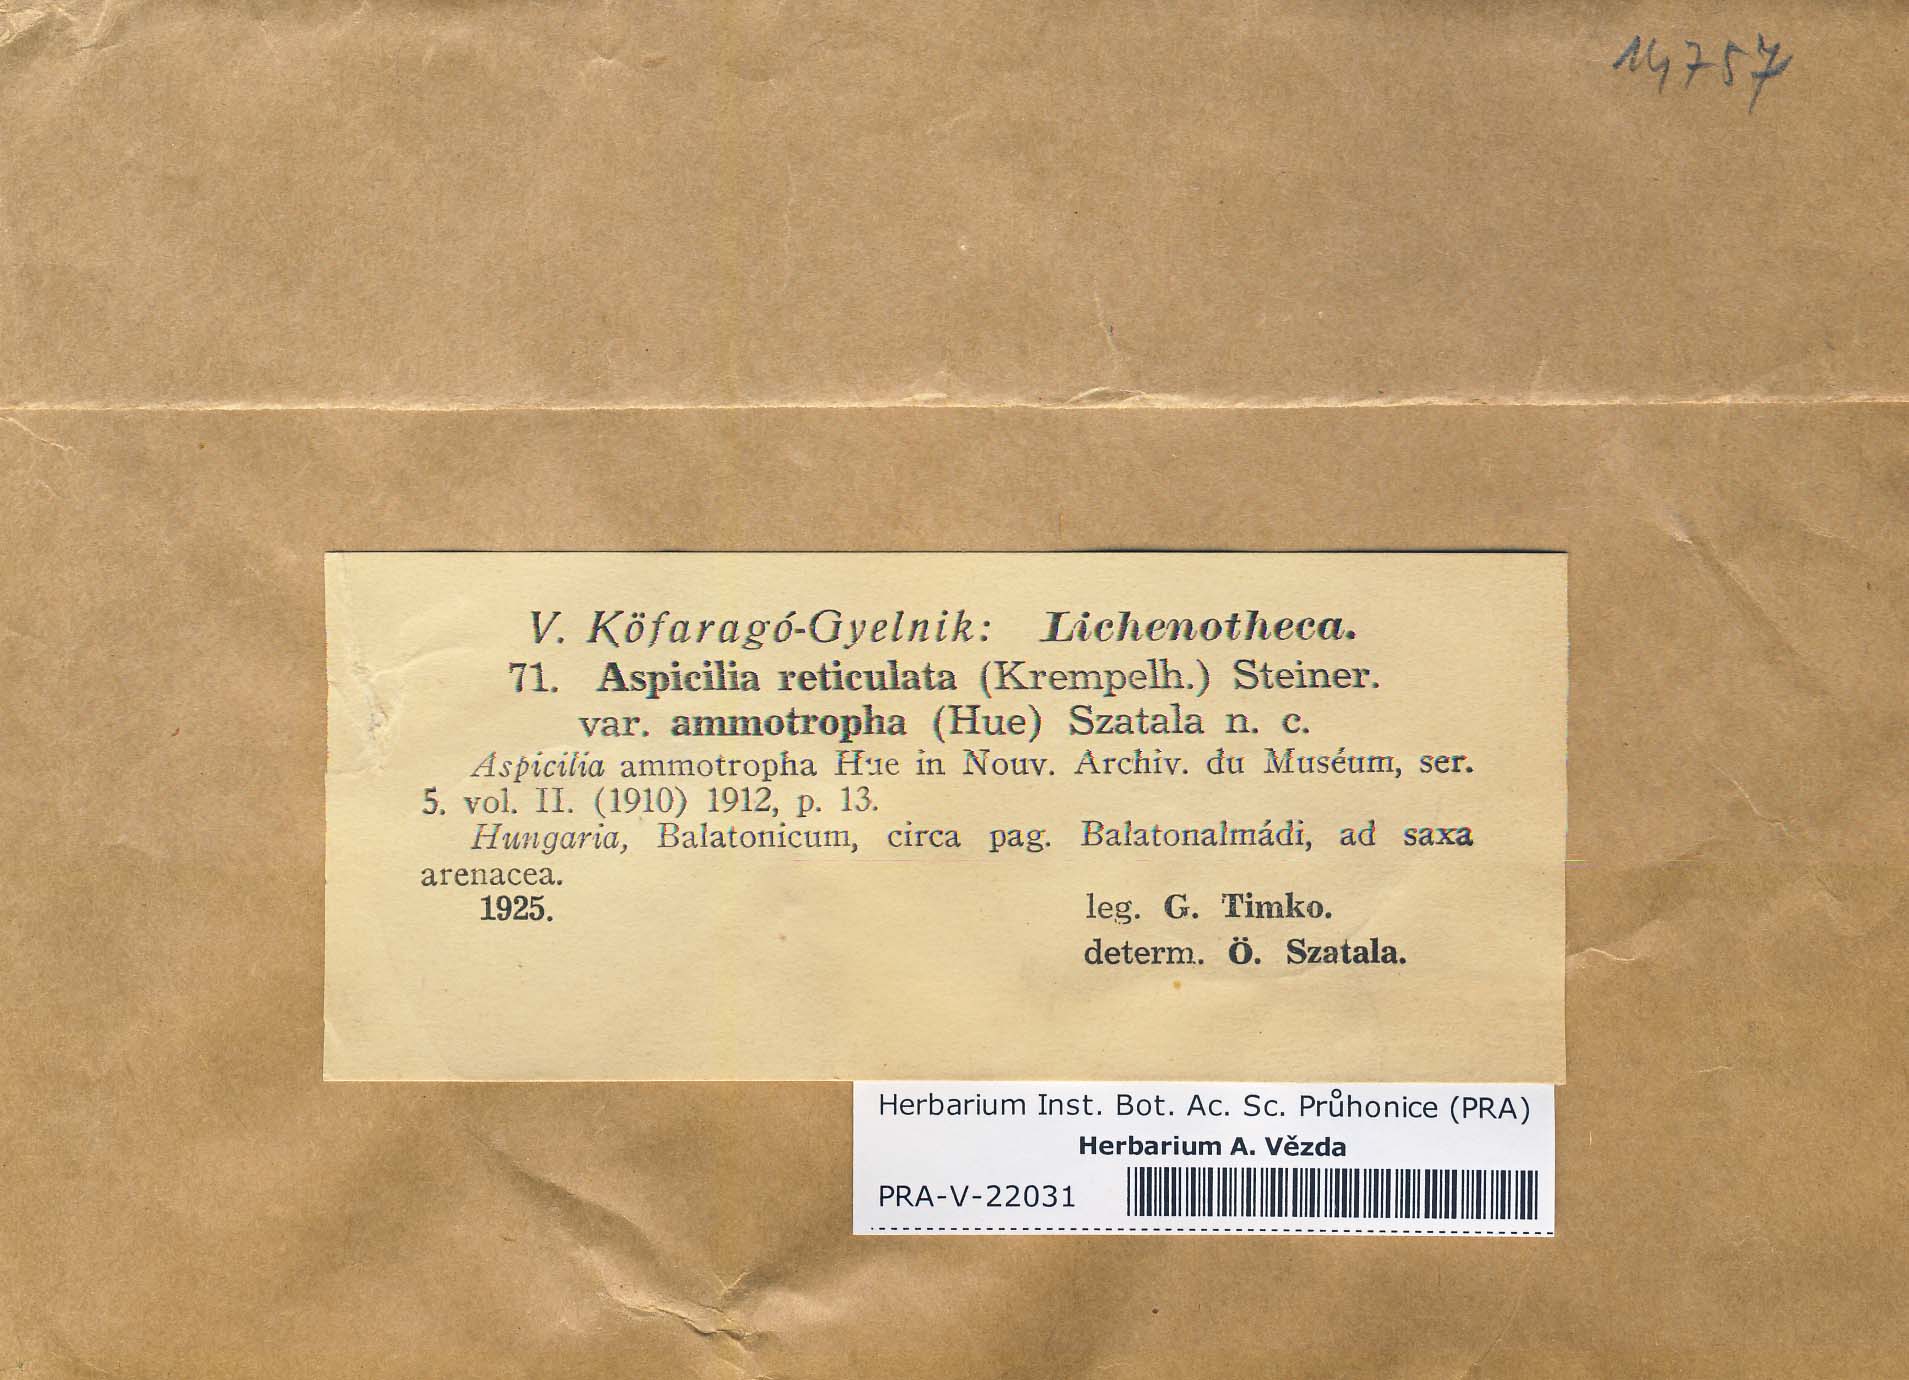 14757
V. Köfaragó-Gyelnik: Lichenotheca.
71. Aspicilia reticulata (Krempelh.) Steiner.
var. ammotropha (Hue) Szatala n. c.
Aspicilia ammotropha Hue in Nouv. Archiv. du Muséum, ser.
5. vol. II. (1910) 1912, p. 13.
Hungaria, Balatonicum, circa pag. Balatonalmádi, ad saxa
arenacea.
1925.
leg. G. Timko.
determ. Ö. Szatala.
Herbarium Inst. Bot. Ac. Sc. Průhonice (PRA)
Herbarium A. Vězda
PRA-V-22031